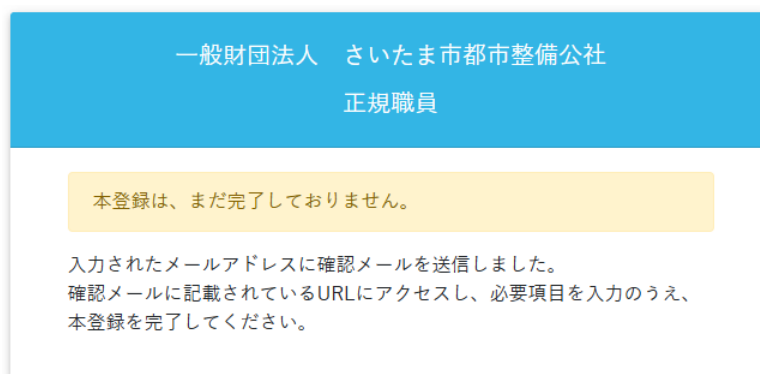 一般財団法人　さいたま市都市整備公社
正規職員
本登録は、まだ完了しておりません。
入力されたメールアドレスに確認メールを送信しました。
確認メールに記載されているURLにアクセスし、必要項目を入力のうえ、
本登録を完了してください。